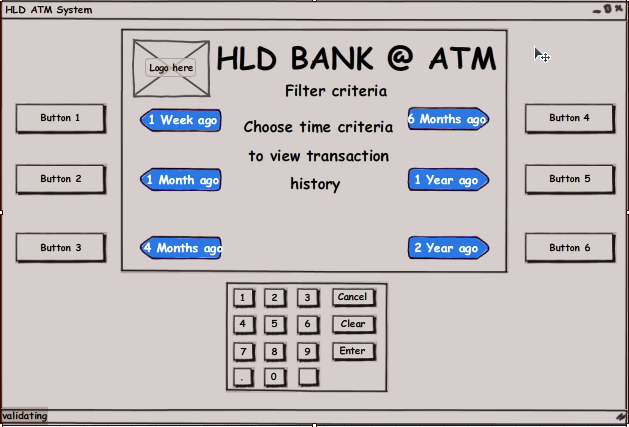 HLD ATM System
Logo here
HLD BANK @ ATM
Filter criteria
1 Week ago
6 Months ago
Choose time criteria
to view transaction
history
1 Month ago
1 Year ago
4 Months ago
2 Year ago
Button 1
Button 2
Button 3
Button 4
Button 5
Button 6
1 2 3 Cancel
4 5 6 Clear
7 8 9 Enter
. 0
validating